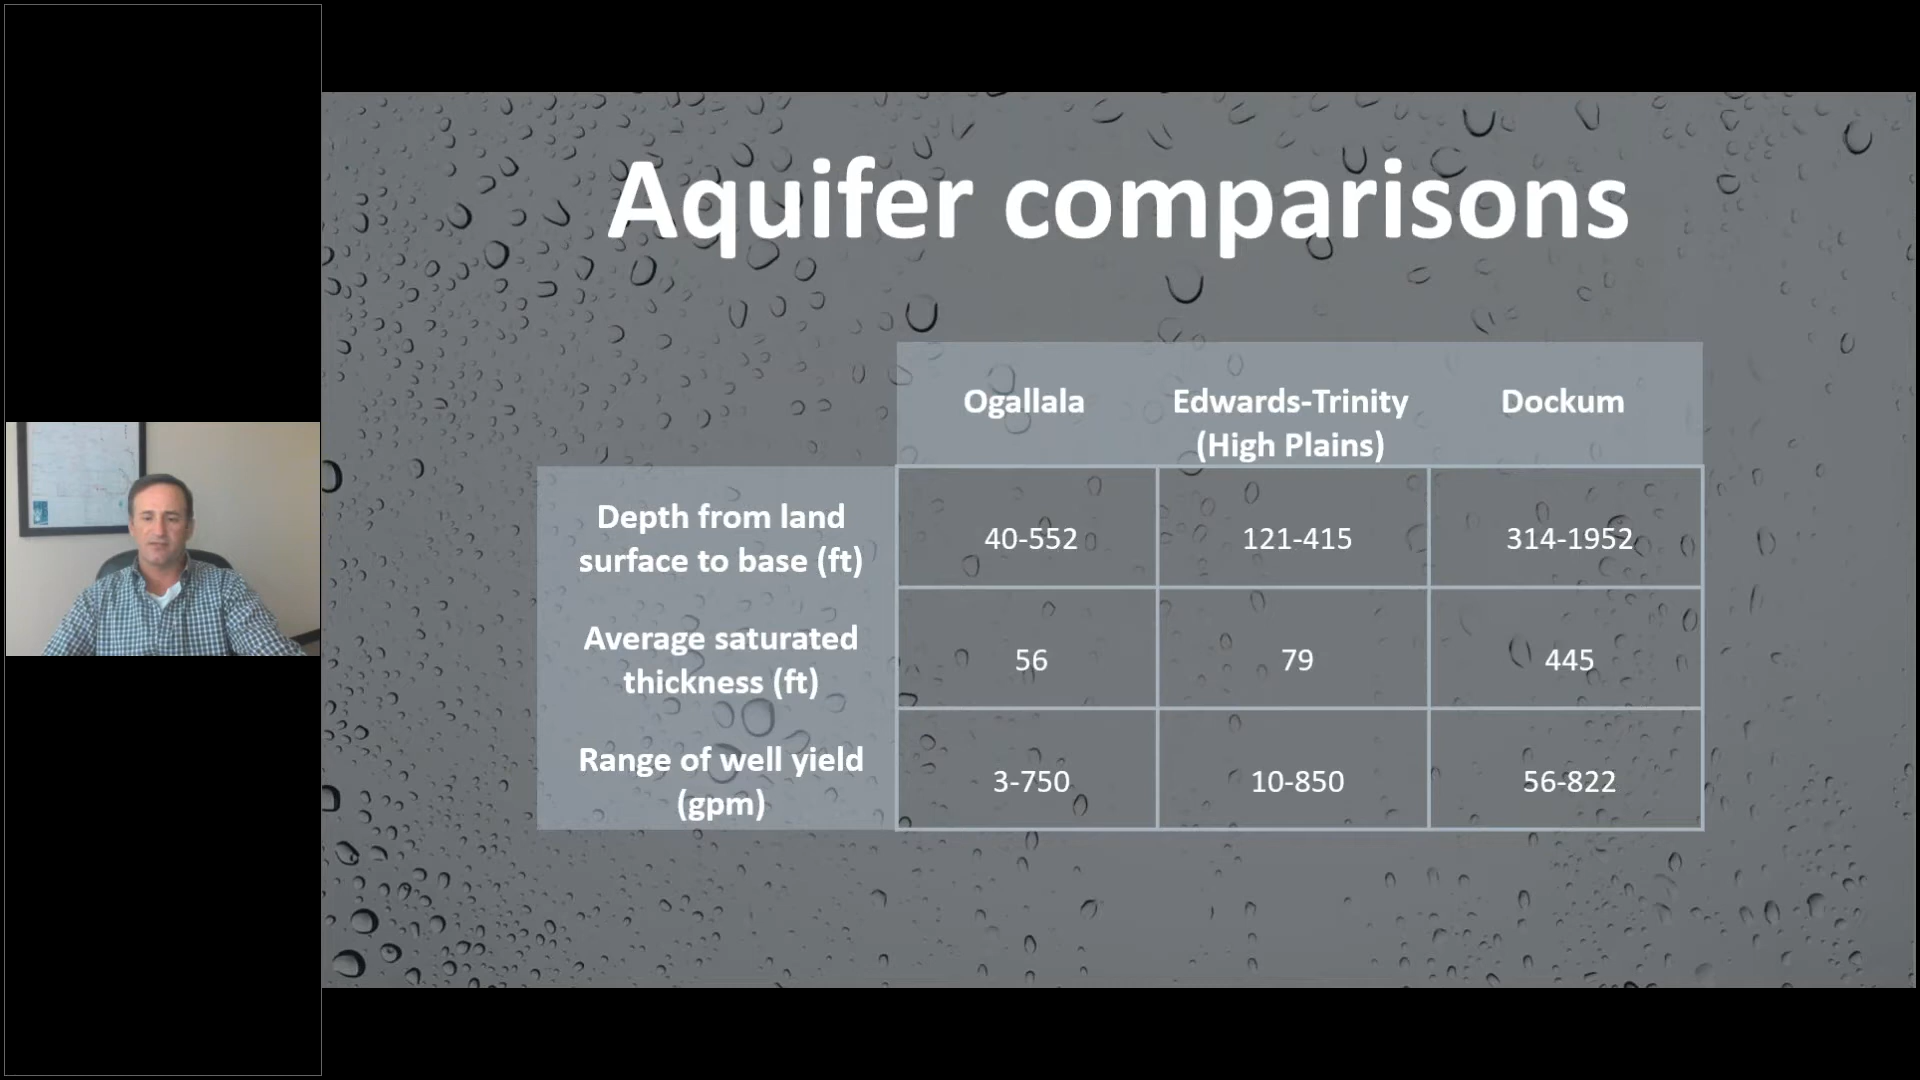 Aquifer comparisons
Ogallala
Edwards-Trinity
(High Plains)
Dockum
Depth from land
surface to base (ft)
40-552
121-415
314-1952
Average saturated
thickness (ft)
56
79
445
Range of well yield
(gpm)
3-750
10-850
56-822